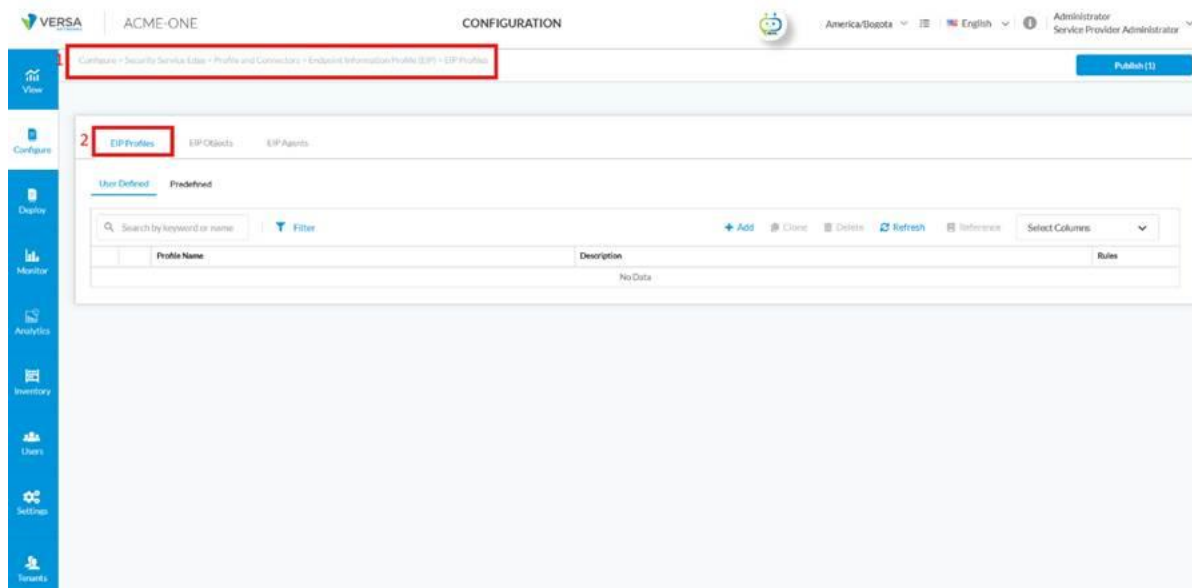 VERSA NETWORKS ACME-ONE CONFIGURATION America/Bogota English Administrator
Service Provider Administrator
1 Configure > Security Service Edge > Profile and Connectors > Endpoint Information Profile (EIP) > EIP Profiles Publish (1)
View
2 EIP Profiles EIP Objects EIP Agents
Configure
User Defined Predefined
Deploy
Search by keyword or name Filter + Add Clone Delete Refresh Reference Select Columns
Profile Name Description Rules
Monitor
No Data
Analytics
Inventory
Users
Settings
Tenants